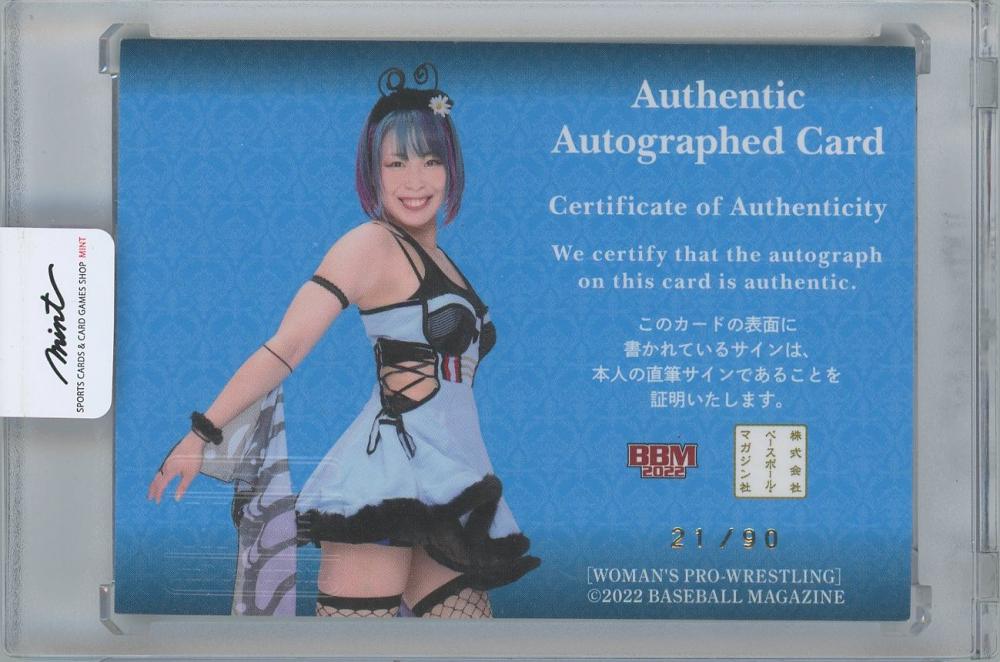 Authentic
Autographed Card
Certificate of Authenticity
We certify that the autograph
on this card is authentic.
このカードの表面に
書かれているサインは、
本人の直筆サインであることを
証明いたします。
BBM
2022
株式会社
ベースボール・
マガジン社
21/90
[WOMAN'S PRO-WRESTLING]
©2022 BASEBALL MAGAZINE
mint
SPORTS CARDS & CARD GAMES SHOP MINT